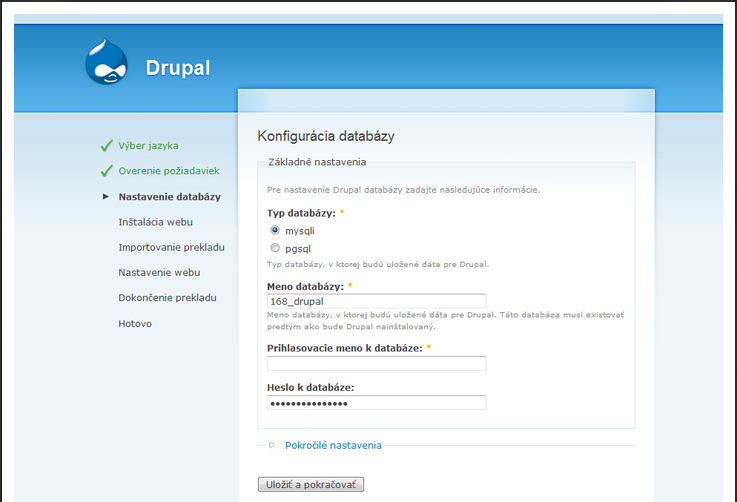 Drupal
Výber jazyka
Overenie požiadaviek
Nastavenie databázy
Inštalácia webu
Importovanie prekladu
Nastavenie webu
Dokončenie prekladu
Hotovo
Konfigurácia databázy
Základné nastavenia
Pre nastavenie Drupal databázy zadajte nasledujúce informácie.
Typ databázy: *
mysqli
pgsql
Typ databázy, v ktorej budú uložené dáta pre Drupal.
Meno databázy: *
168_drupal
Meno databázy, v ktorej budú uložené dáta pre Drupal. Táto databáza musí existovať
predtým ako bude Drupal nainštalovaný.
Prihlasovacie meno k databáze: *
Heslo k databáze:
•••••••••••••••
Pokročilé nastavenia
Uložiť a pokračovať